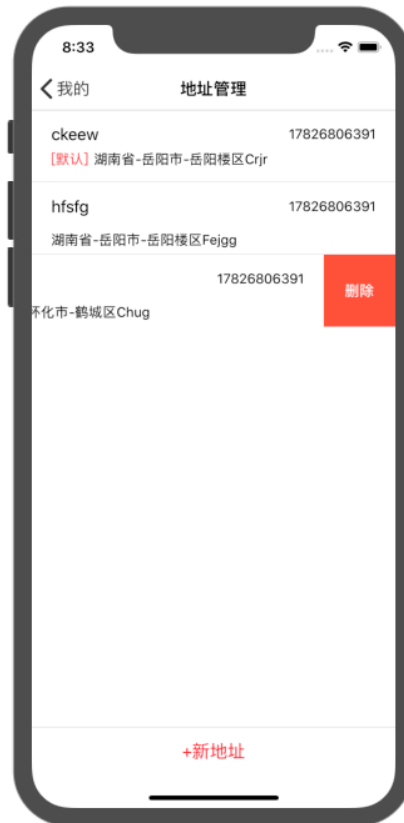 8:33
我的 地址管理
ckeew 17826806391
[默认] 湖南省-岳阳市-岳阳楼区Crjr
hfsfg 17826806391
湖南省-岳阳市-岳阳楼区Fejgg
17826806391 删除
怀化市-鹤城区Chug
+新地址